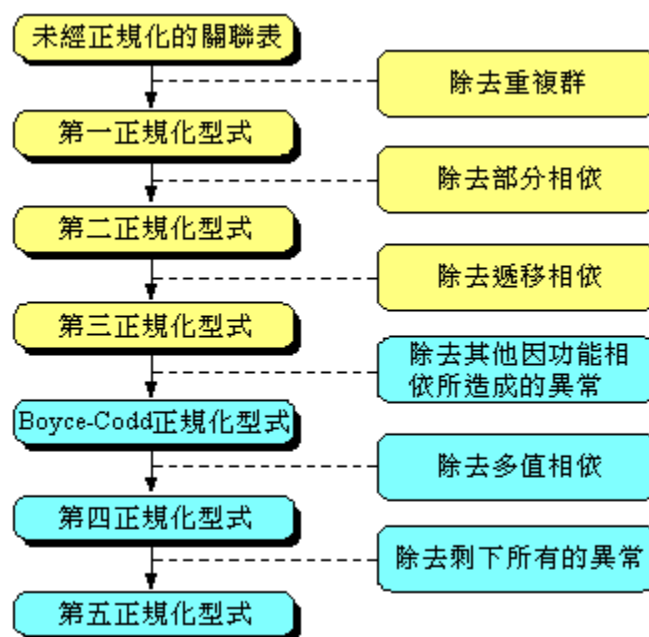 未經正規化的關聯表
除去重複群
第一正規化型式
除去部分相依
第二正規化型式
除去遞移相依
第三正規化型式
除去其他因功能相
依所造成的異常
Boyce-Codd正規化型式
除去多值相依
第四正規化型式
除去剩下所有的異常
第五正規化型式